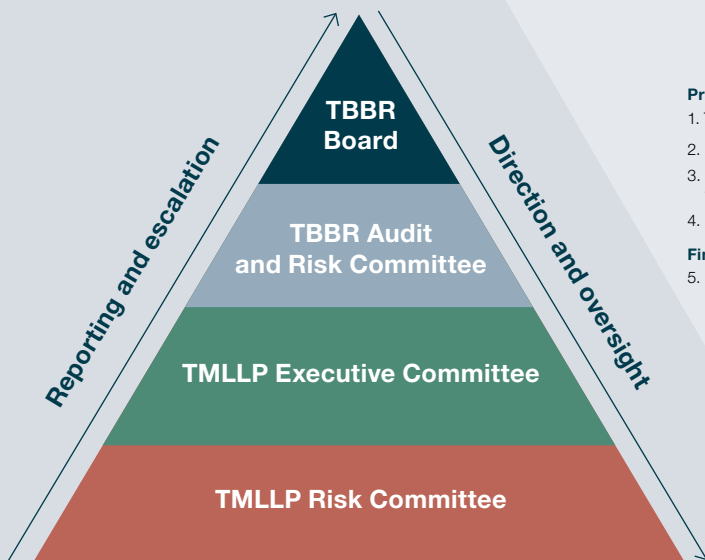 TBBR
Board
Reporting and escalation
Direction and oversight
TBBR Audit
and Risk Committee
TMLLP Executive Committee
TMLLP Risk Committee
1.
2.
3.
4.
5.